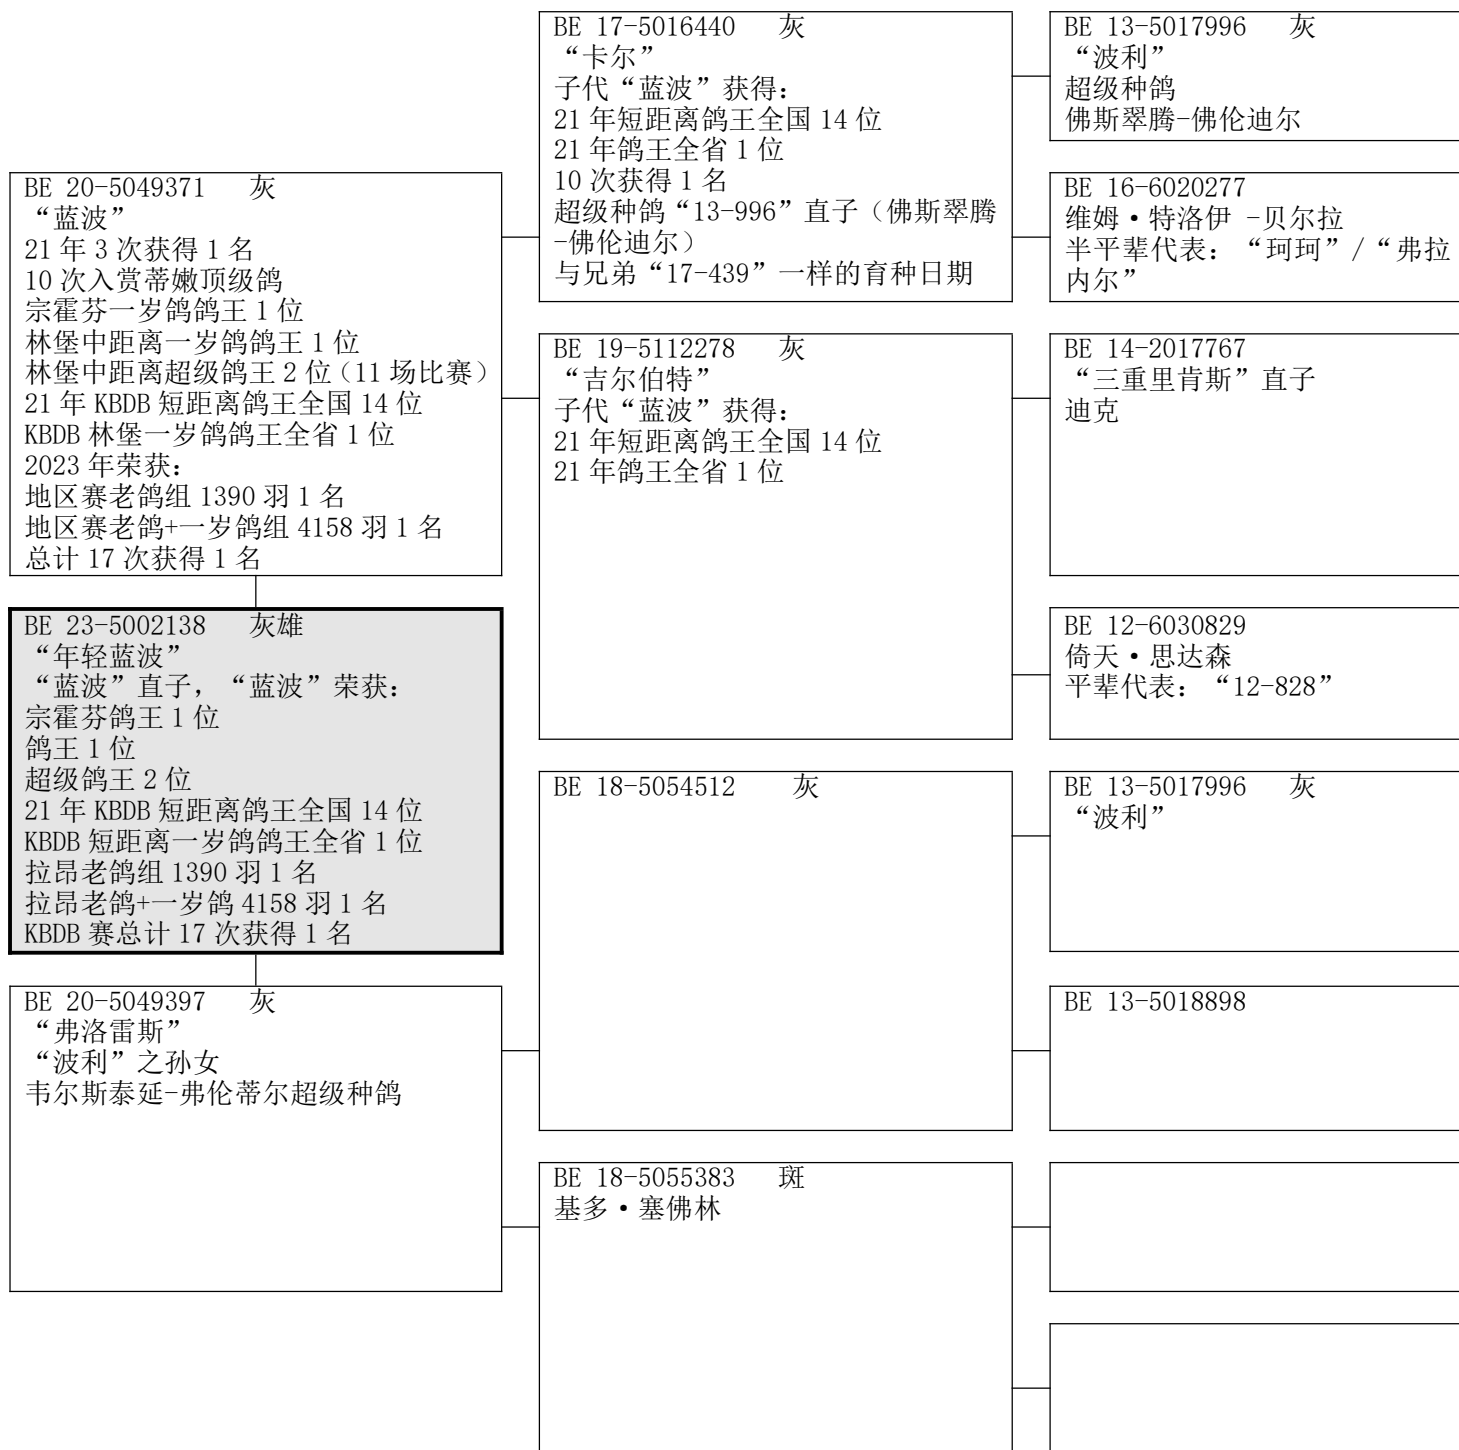 BE 20-5049371 灰
“蓝波”
21 年 3 次获得 1 名
10 次入赏蒂嫩顶级鸽
宗霍芬一岁鸽鸽王 1 位
林堡中距离一岁鸽鸽王 1 位
林堡中距离超级鸽王 2 位（11 场比赛）
21 年 KBDB 短距离鸽王全国 14 位
KBDB 林堡一岁鸽鸽王全省 1 位
2023 年荣获：
地区赛老鸽组 1390 羽 1 名
地区赛老鸽+一岁鸽组 4158 羽 1 名
总计 17 次获得 1 名
BE 23-5002138 灰雄
“年轻蓝波”
“蓝波”直子，“蓝波”荣获：
宗霍芬鸽王 1 位
鸽王 1 位
超级鸽王 2 位
21 年 KBDB 短距离鸽王全国 14 位
KBDB 短距离一岁鸽鸽王全省 1 位
拉昂老鸽组 1390 羽 1 名
拉昂老鸽+一岁鸽 4158 羽 1 名
KBDB 赛总计 17 次获得 1 名
BE 20-5049397 灰
“弗洛雷斯”
“波利”之孙女
韦尔斯泰延-弗伦蒂尔超级种鸽
BE 17-5016440 灰
“卡尔”
子代“蓝波”获得：
21 年短距离鸽王全国 14 位
21 年鸽王全省 1 位
10 次获得 1 名
超级种鸽“13-996”直子（佛斯翠腾
-佛伦迪尔）
与兄弟“17-439”一样的育种日期
BE 19-5112278 灰
“吉尔伯特”
子代“蓝波”获得：
21 年短距离鸽王全国 14 位
21 年鸽王全省 1 位
BE 18-5054512 灰
BE 18-5055383 斑
基多·塞佛林
BE 13-5017996 灰
“波利”
超级种鸽
佛斯翠腾-佛伦迪尔
BE 16-6020277
维姆·特洛伊 -贝尔拉
半平辈代表：“珂珂”/“弗拉
内尔”
BE 14-2017767
“三重里肯斯”直子
迪克
BE 12-6030829
倚天·思达森
平辈代表：“12-828”
BE 13-5017996 灰
“波利”
BE 13-5018898